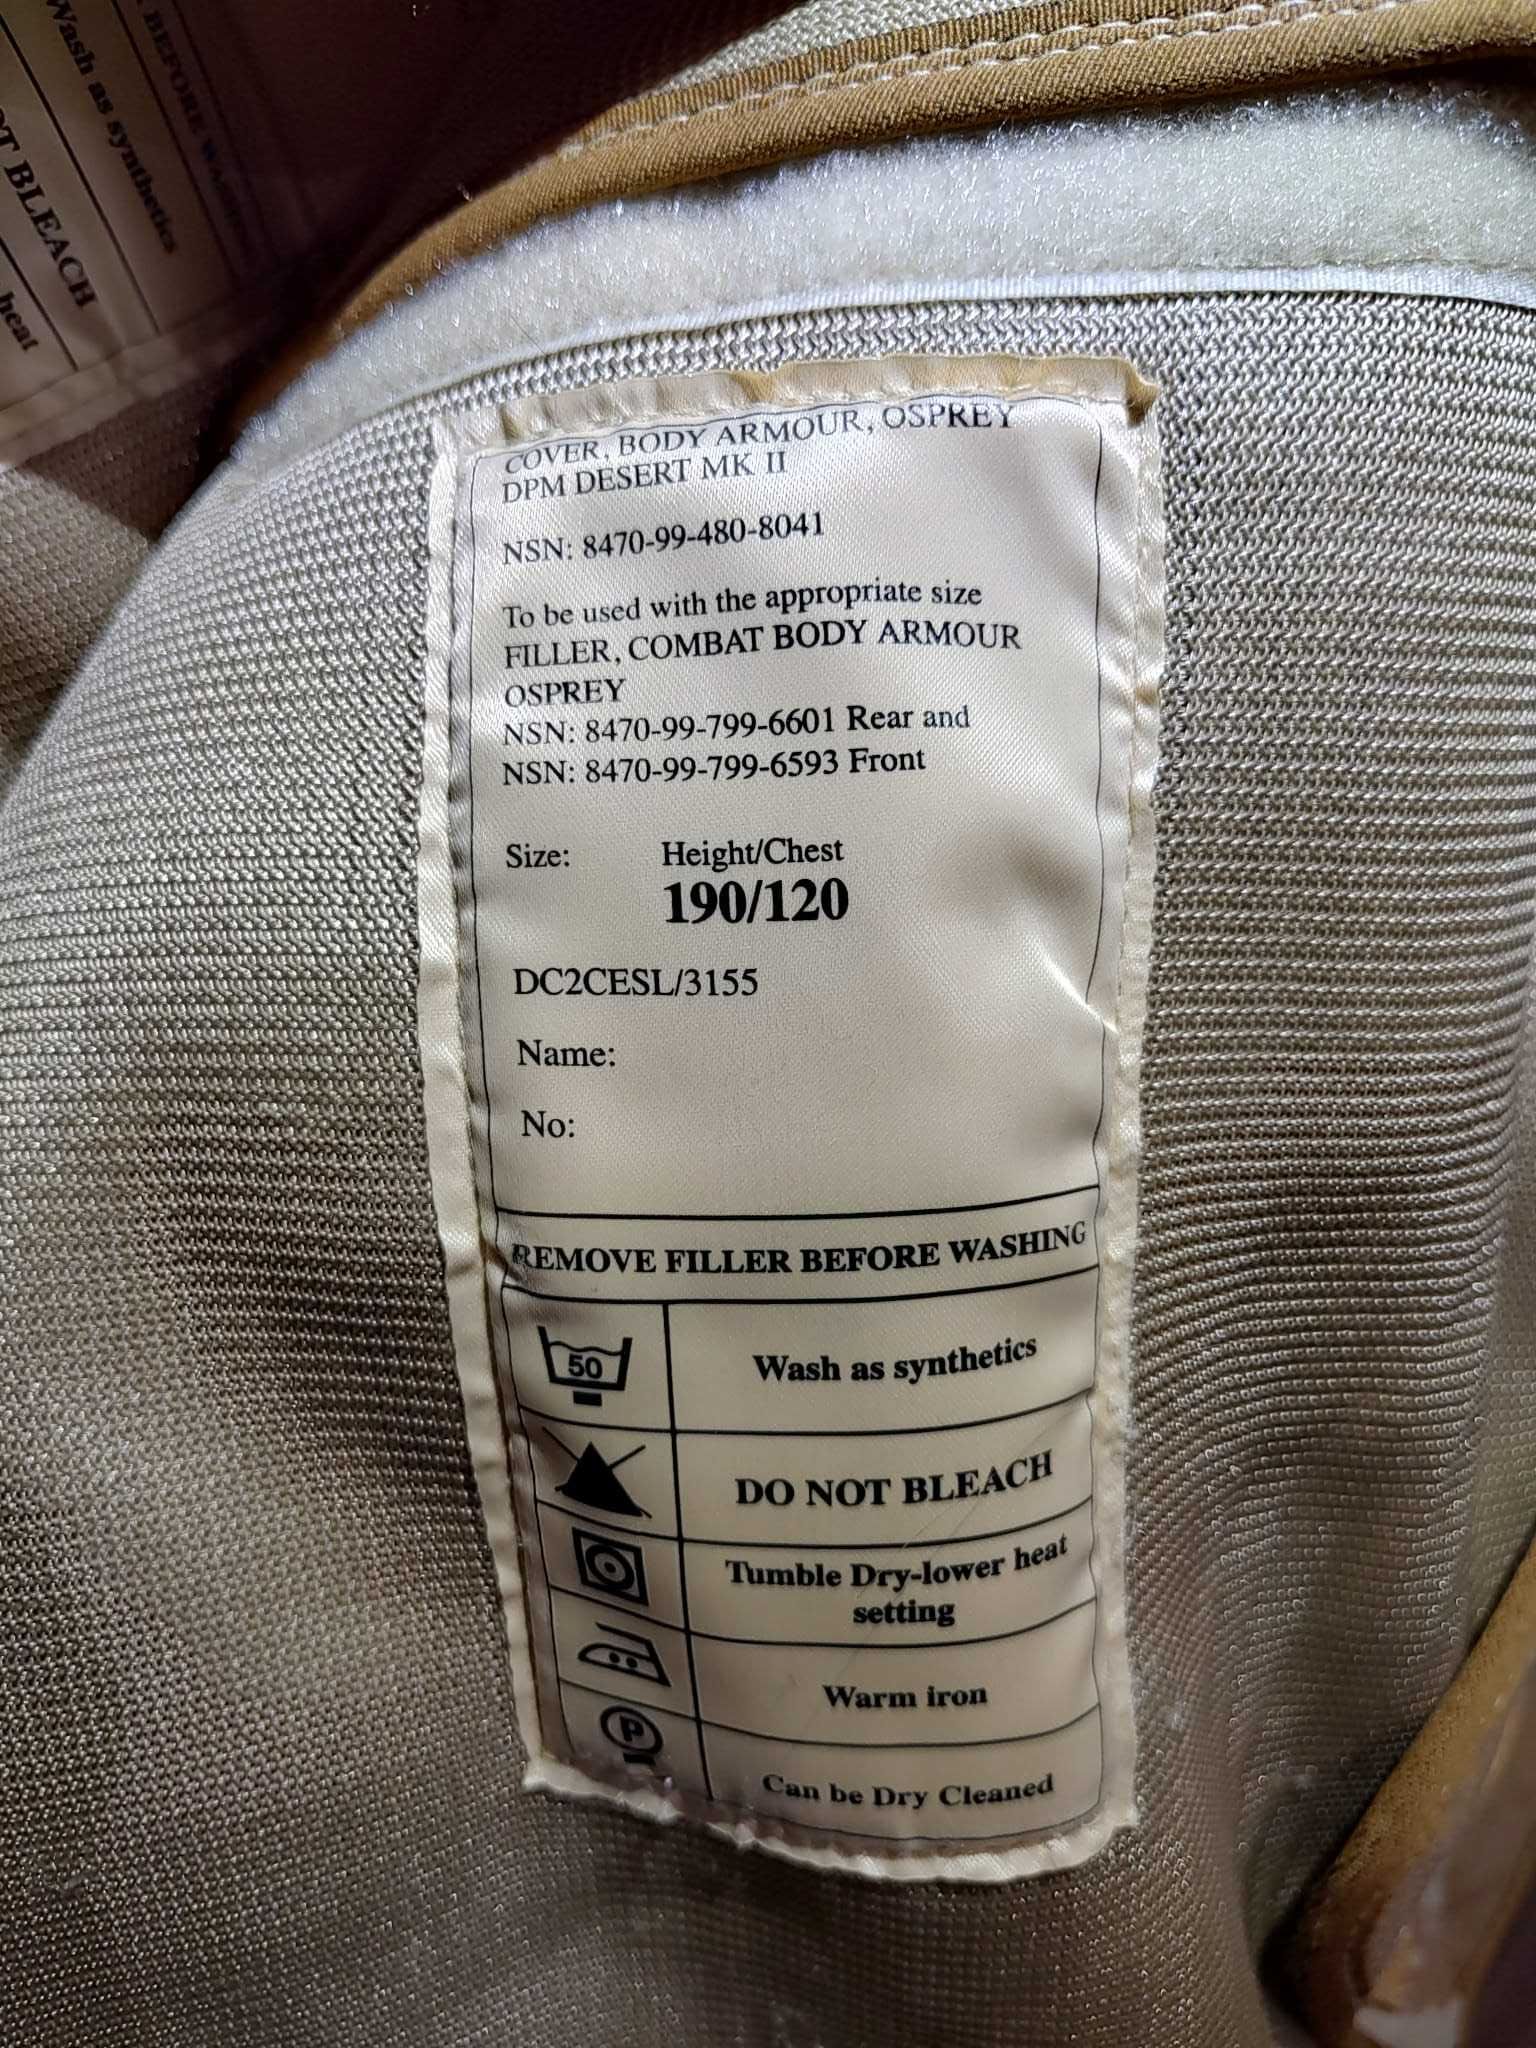 BEFORE
Wash as synthetics
OT BLEACH
heat
COVER, BODY ARMOUR, OSPREY
DPM DESERT MK II
NSN: 8470-99-480-8041
To be used with the appropriate size
FILLER, COMBAT BODY ARMOUR
OSPREY
NSN: 8470-99-799-6601 Rear and
NSN: 8470-99-799-6593 Front
Size: Height/Chest
190/120
DC2CESL/3155
Name:
No:
REMOVE FILLER BEFORE WASHING
50 Wash as synthetics
DO NOT BLEACH
Tumble Dry-lower heat
setting
Warm iron
P Can be Dry Cleaned